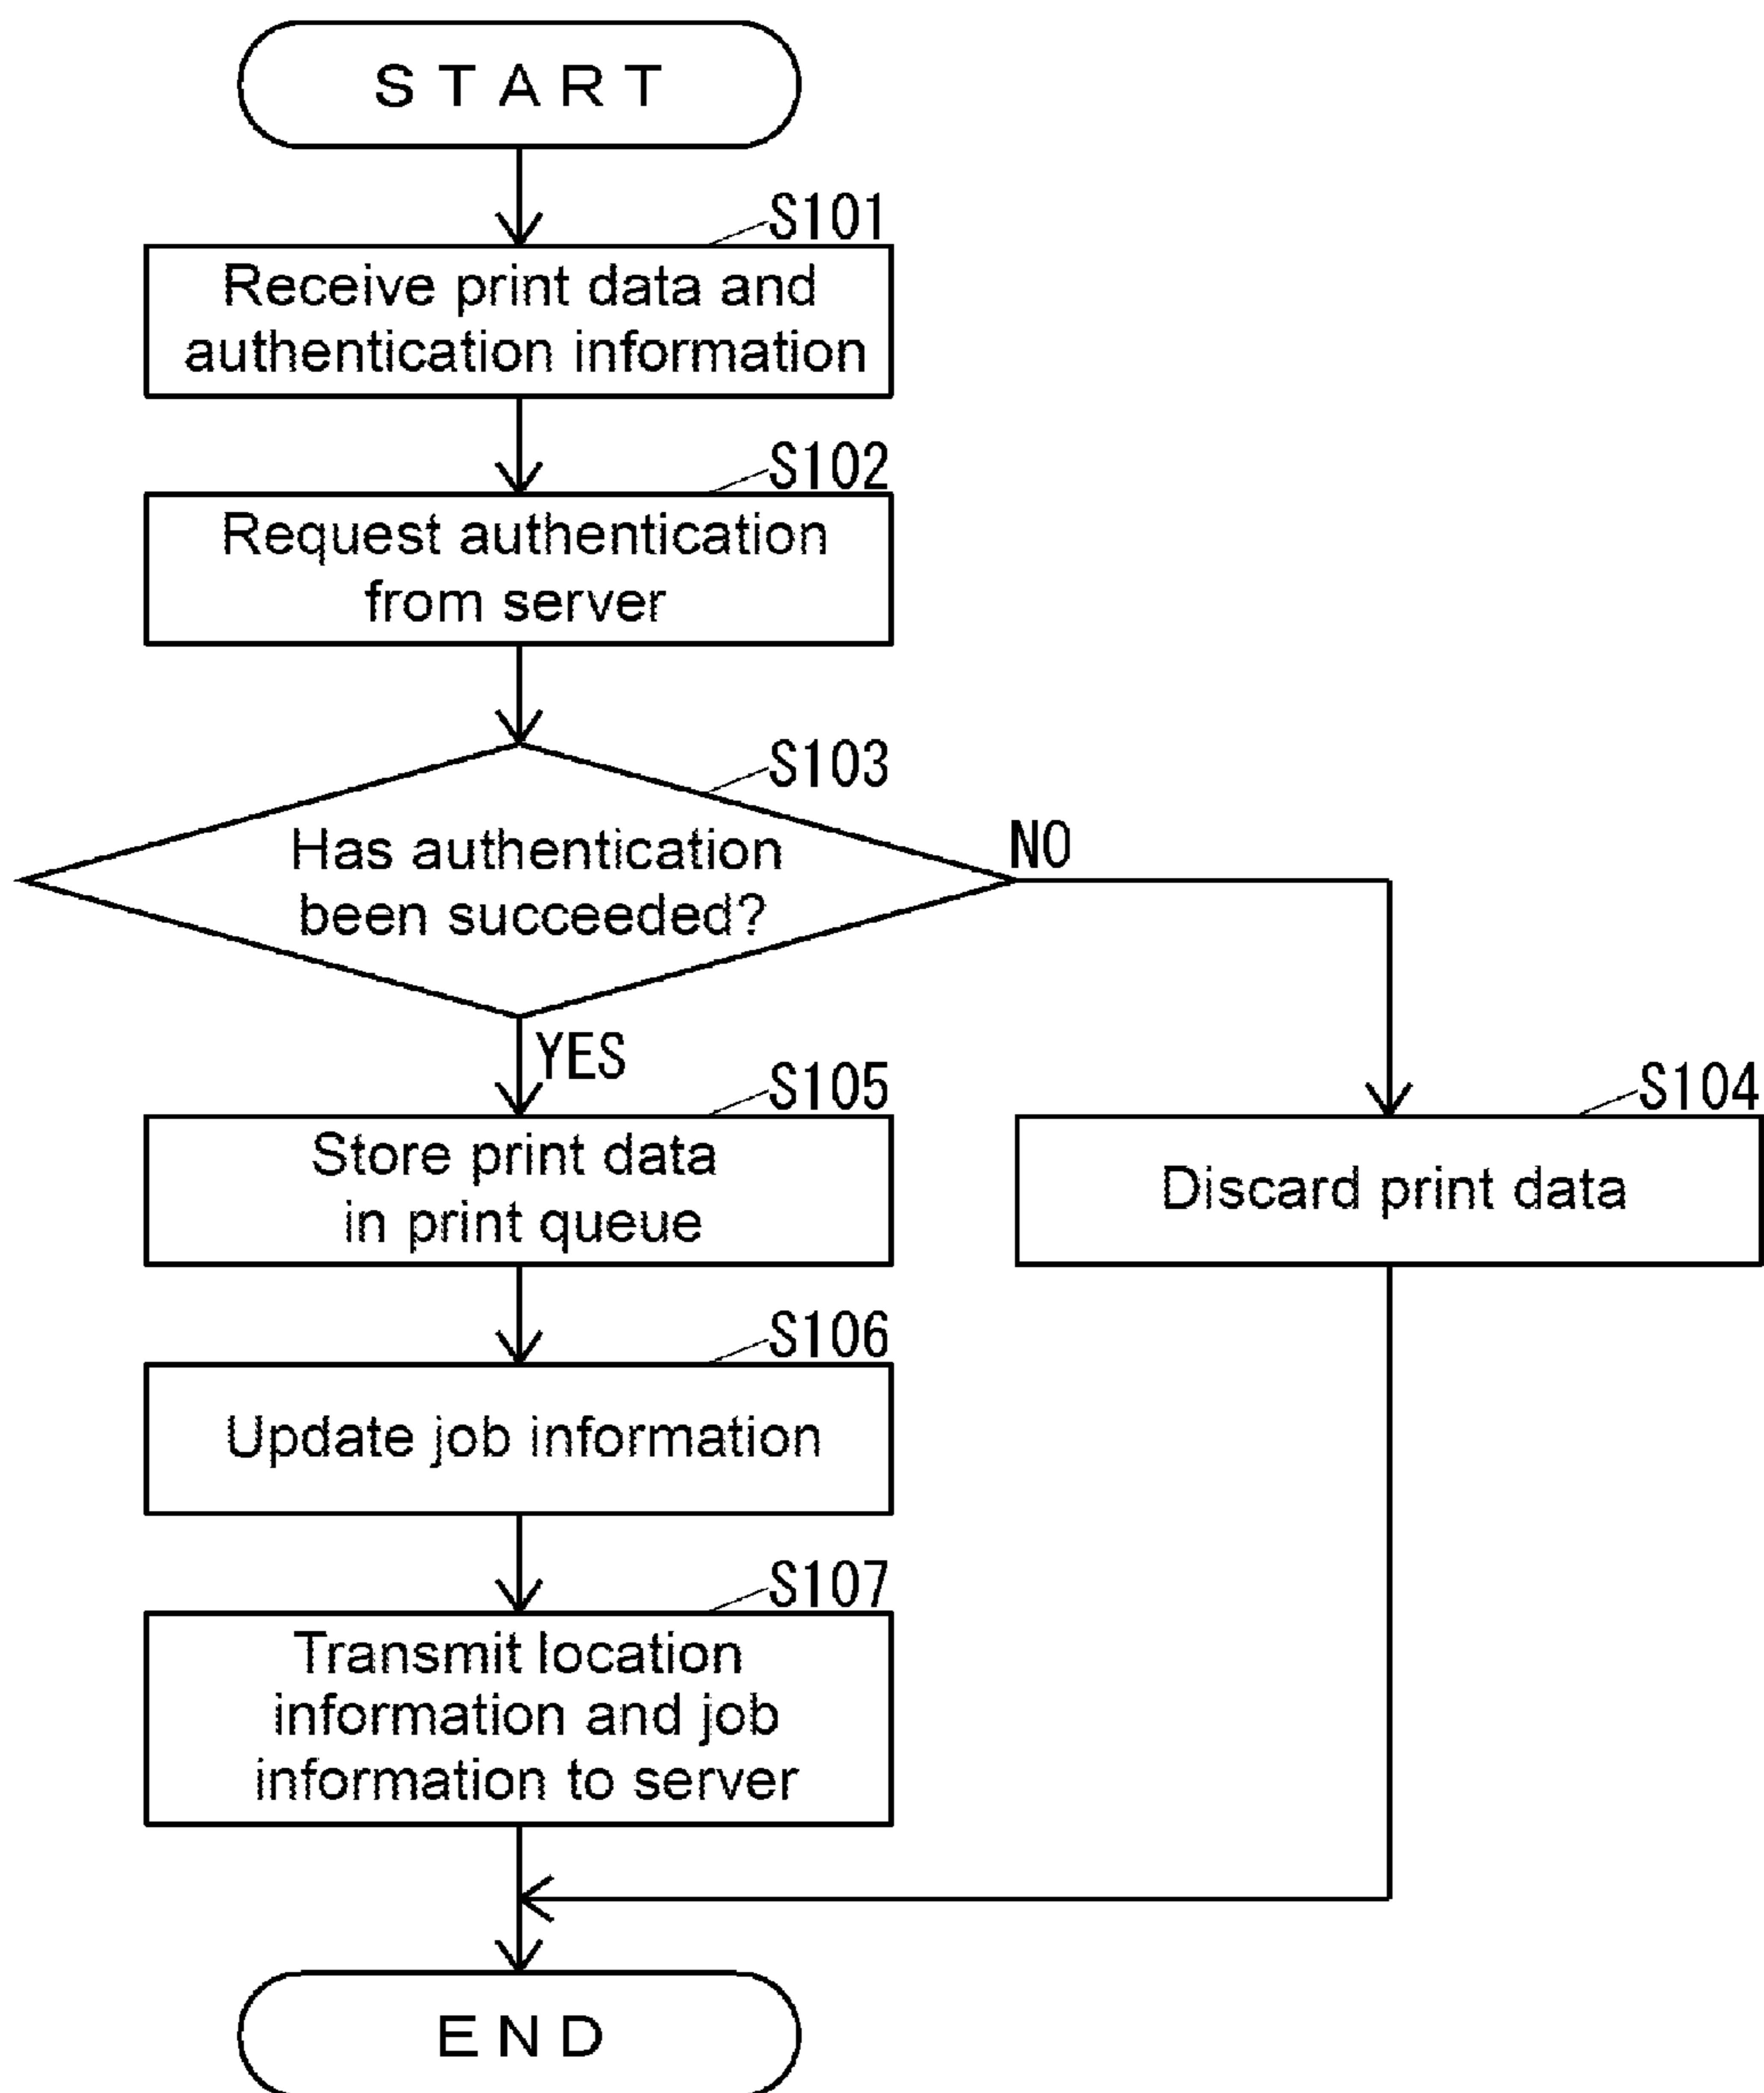 START
S101
Receive print data and
authentication information
S102
Request authentication
from server
S103
Has authentication
been succeeded?
NO
YES
S105
Store print data
in print queue
S104
Discard print data
S106
Update job information
S107
Transmit location
information and job
information to server
END